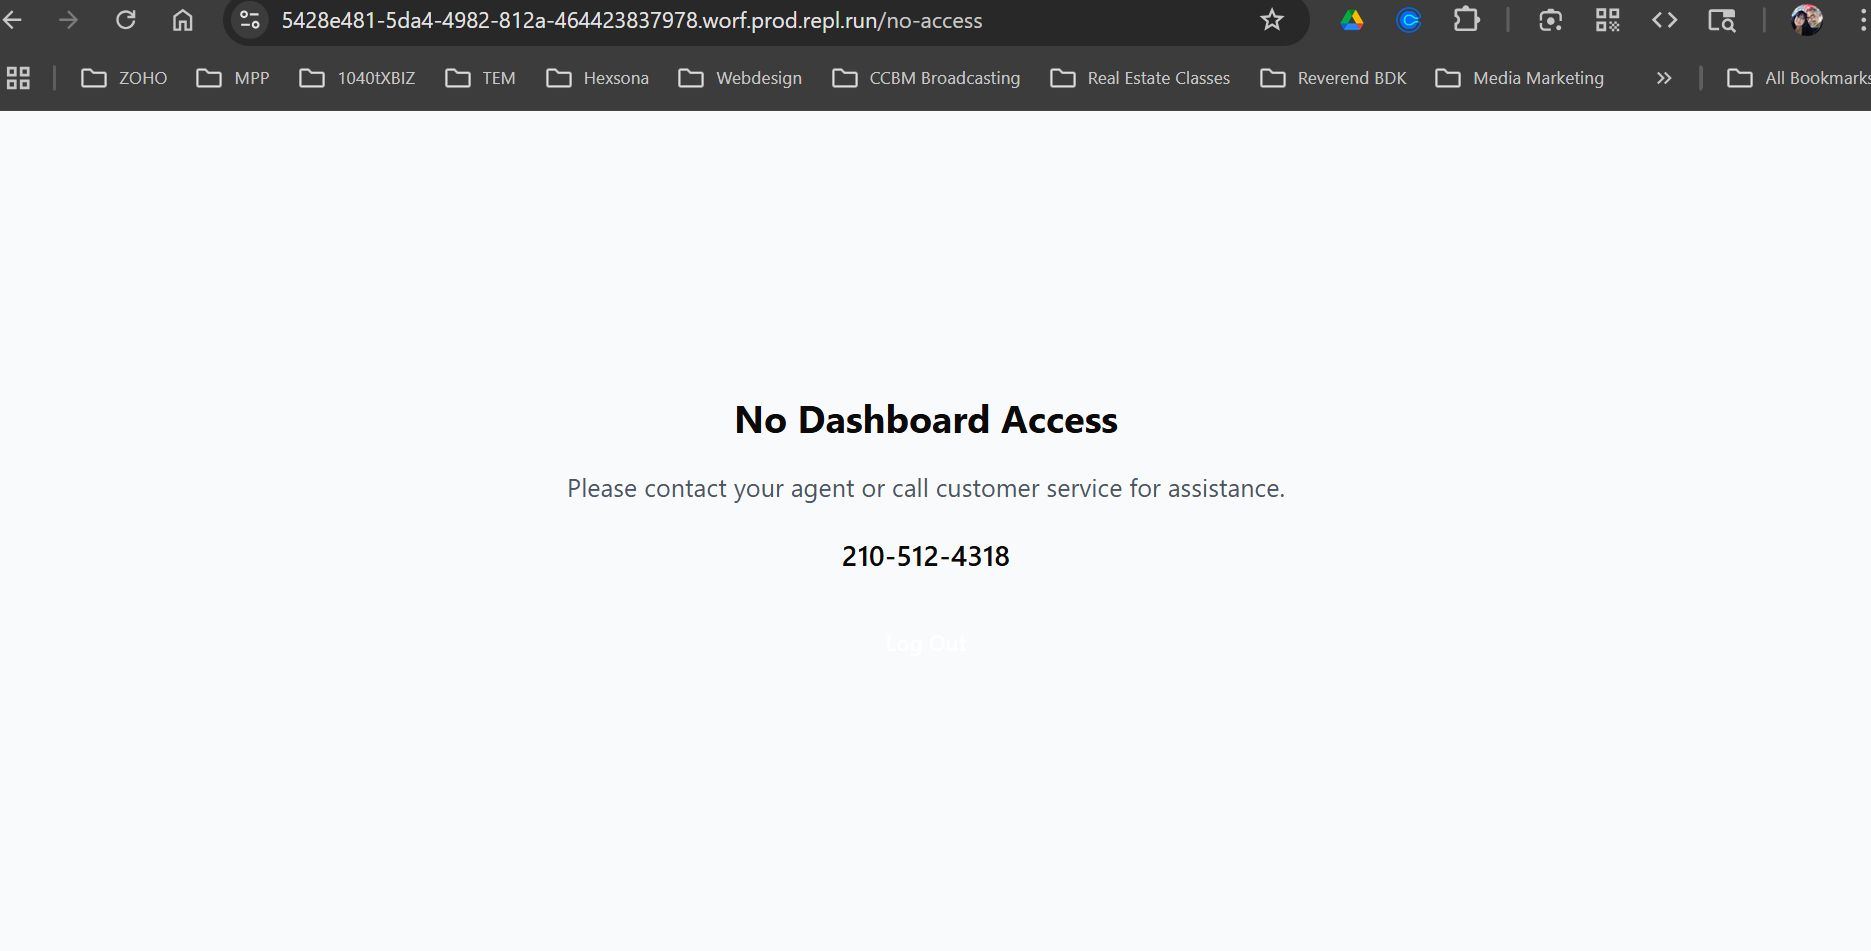 5428e481-5da4-4982-812a-464423837978.worf.prod.repl.run/no-access
ZOHO MPP 1040tXBIZ TEM Hexsona Webdesign CCBM Broadcasting Real Estate Classes Reverend BDK Media Marketing All Bookmarks
No Dashboard Access
Please contact your agent or call customer service for assistance.
210-512-4318
Log Out